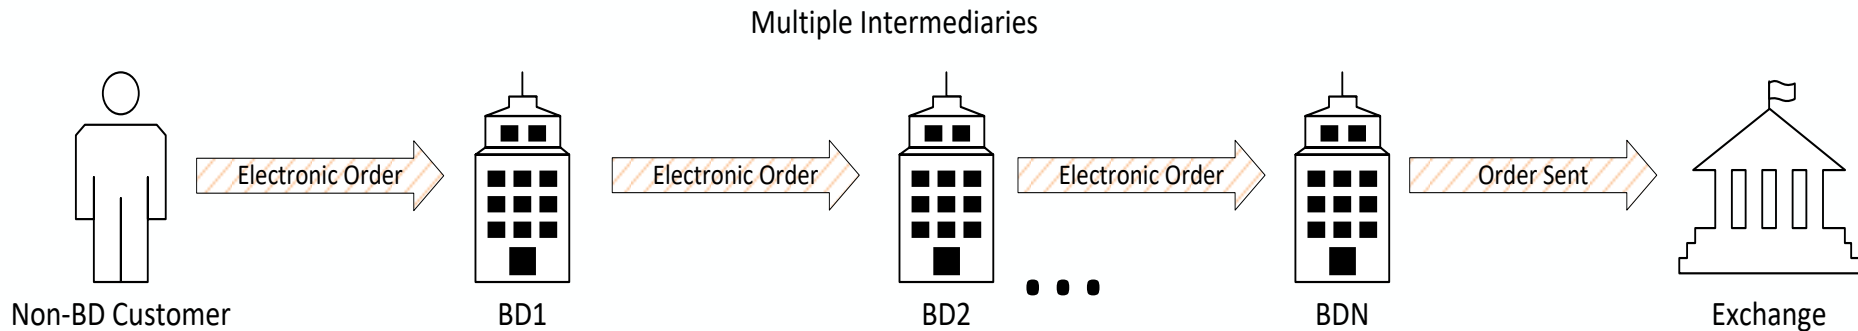 Multiple Intermediaries
Electronic Order
Electronic Order
Electronic Order
Order Sent
Non-BD Customer
BD1
BD2
BDN
Exchange